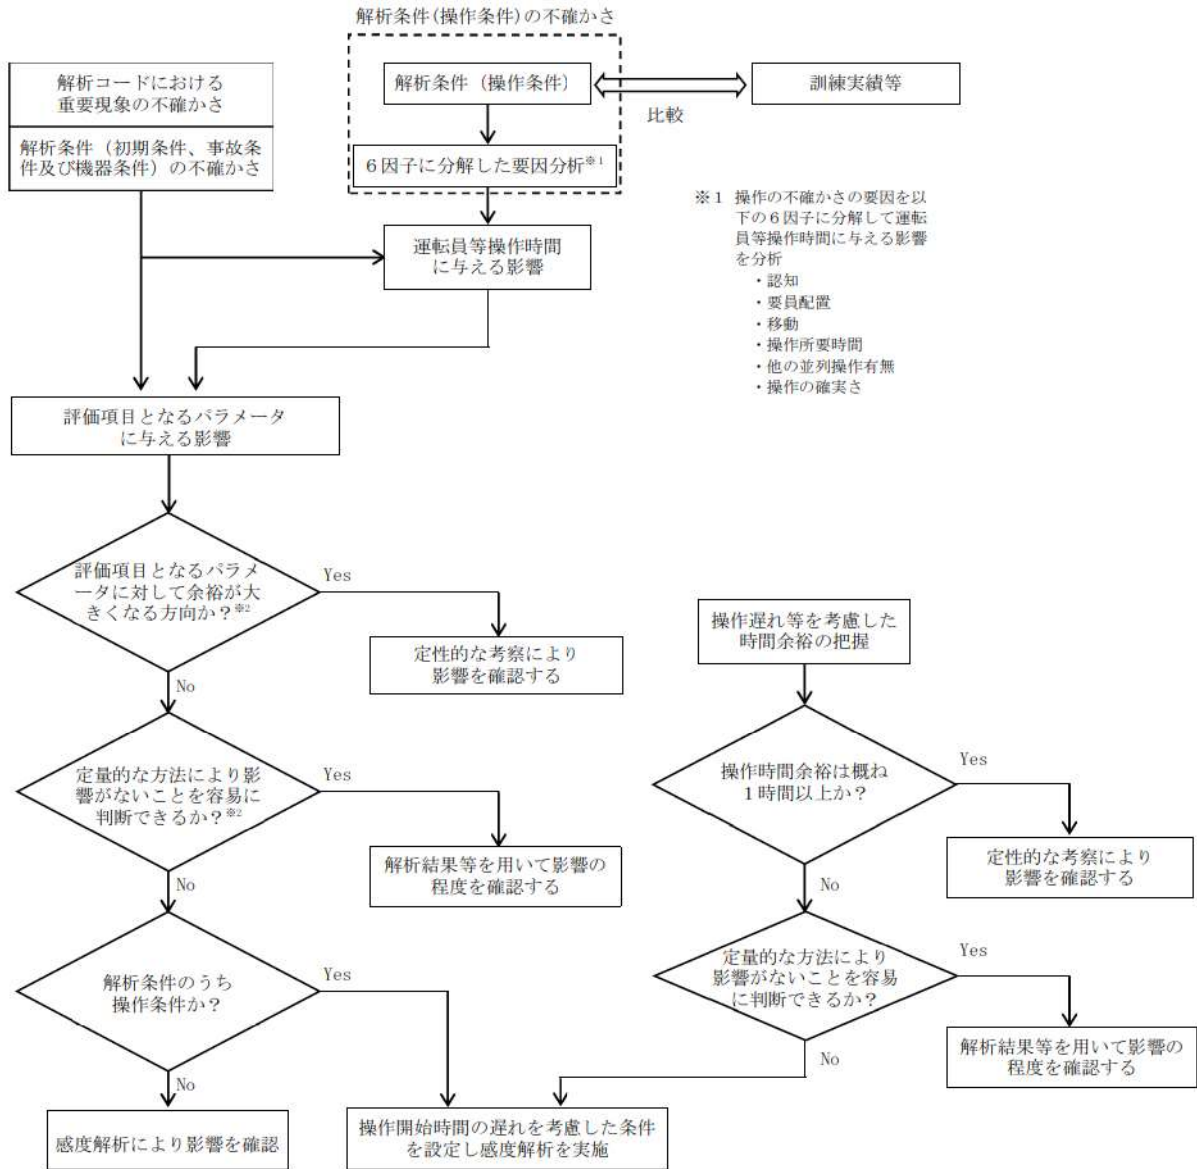 解析条件(操作条件)の不確かさ
解析コードにおける
重要現象の不確かさ
解析条件（初期条件、事故条
件及び機器条件）の不確かさ
解析条件（操作条件）
比較
訓練実績等
6因子に分解した要因分析※1
運転員等操作時間
に与える影響
※1 操作の不確かさの要因を以
下の6因子に分解して運転
員等操作時間に与える影響
を分析
・認知
・要員配置
・移動
・操作所要時間
・他の並列操作有無
・操作の確実さ
評価項目となるパラメータ
に与える影響
評価項目となるパラメ
ータに対して余裕が大
きくなる方向か？※2
Yes
定性的な考察により
影響を確認する
No
定量的な方法により影
響がないことを容易に
判断できるか？※2
Yes
解析結果等を用いて影響の
程度を確認する
No
解析条件のうち
操作条件か？
Yes
No
感度解析により影響を確認
操作開始時間の遅れを考慮した条件
を設定し感度解析を実施
操作遅れ等を考慮した
時間余裕の把握
操作時間余裕は概ね
1時間以上か？
Yes
定性的な考察により
影響を確認する
No
定量的な方法により
影響がないことを容易
に判断できるか？
Yes
解析結果等を用いて影響の
程度を確認する
No